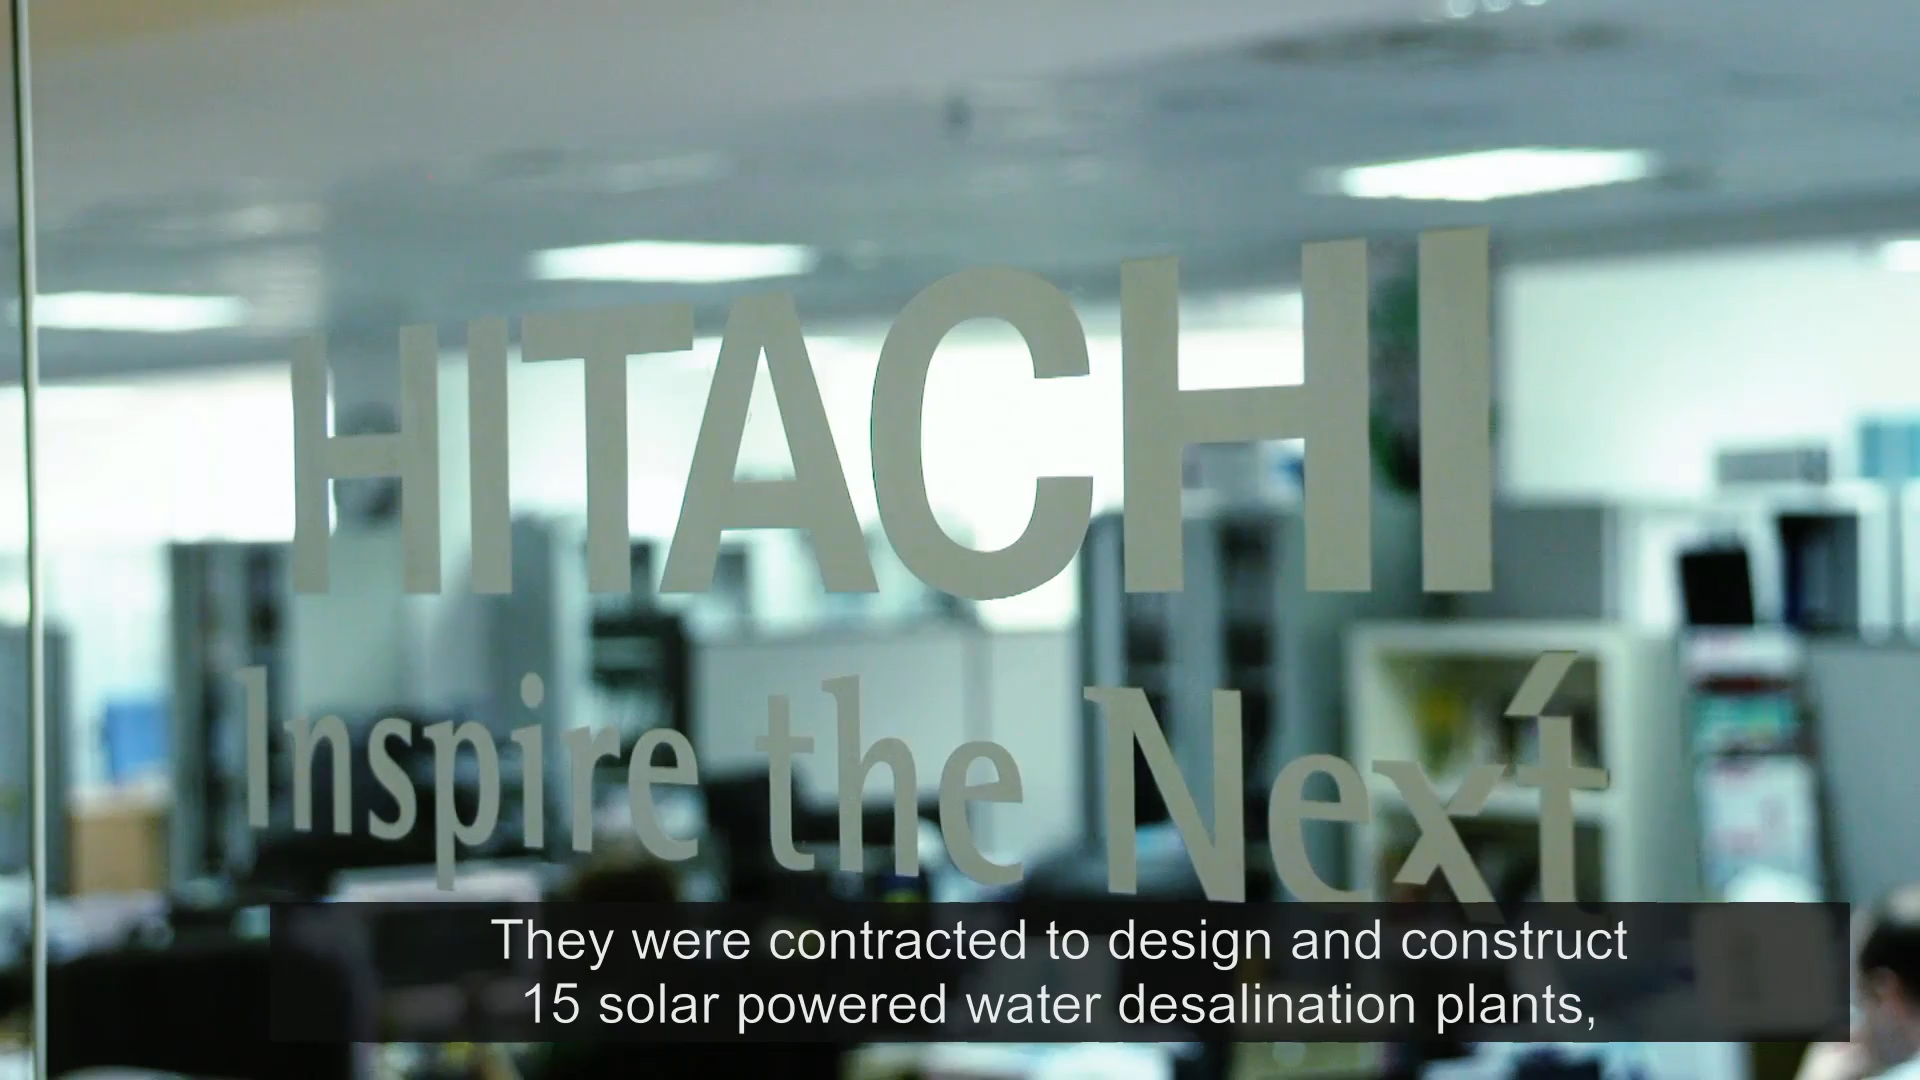 HITACHI
Inspire the Next
They were contracted to design and construct
15 solar powered water desalination plants,